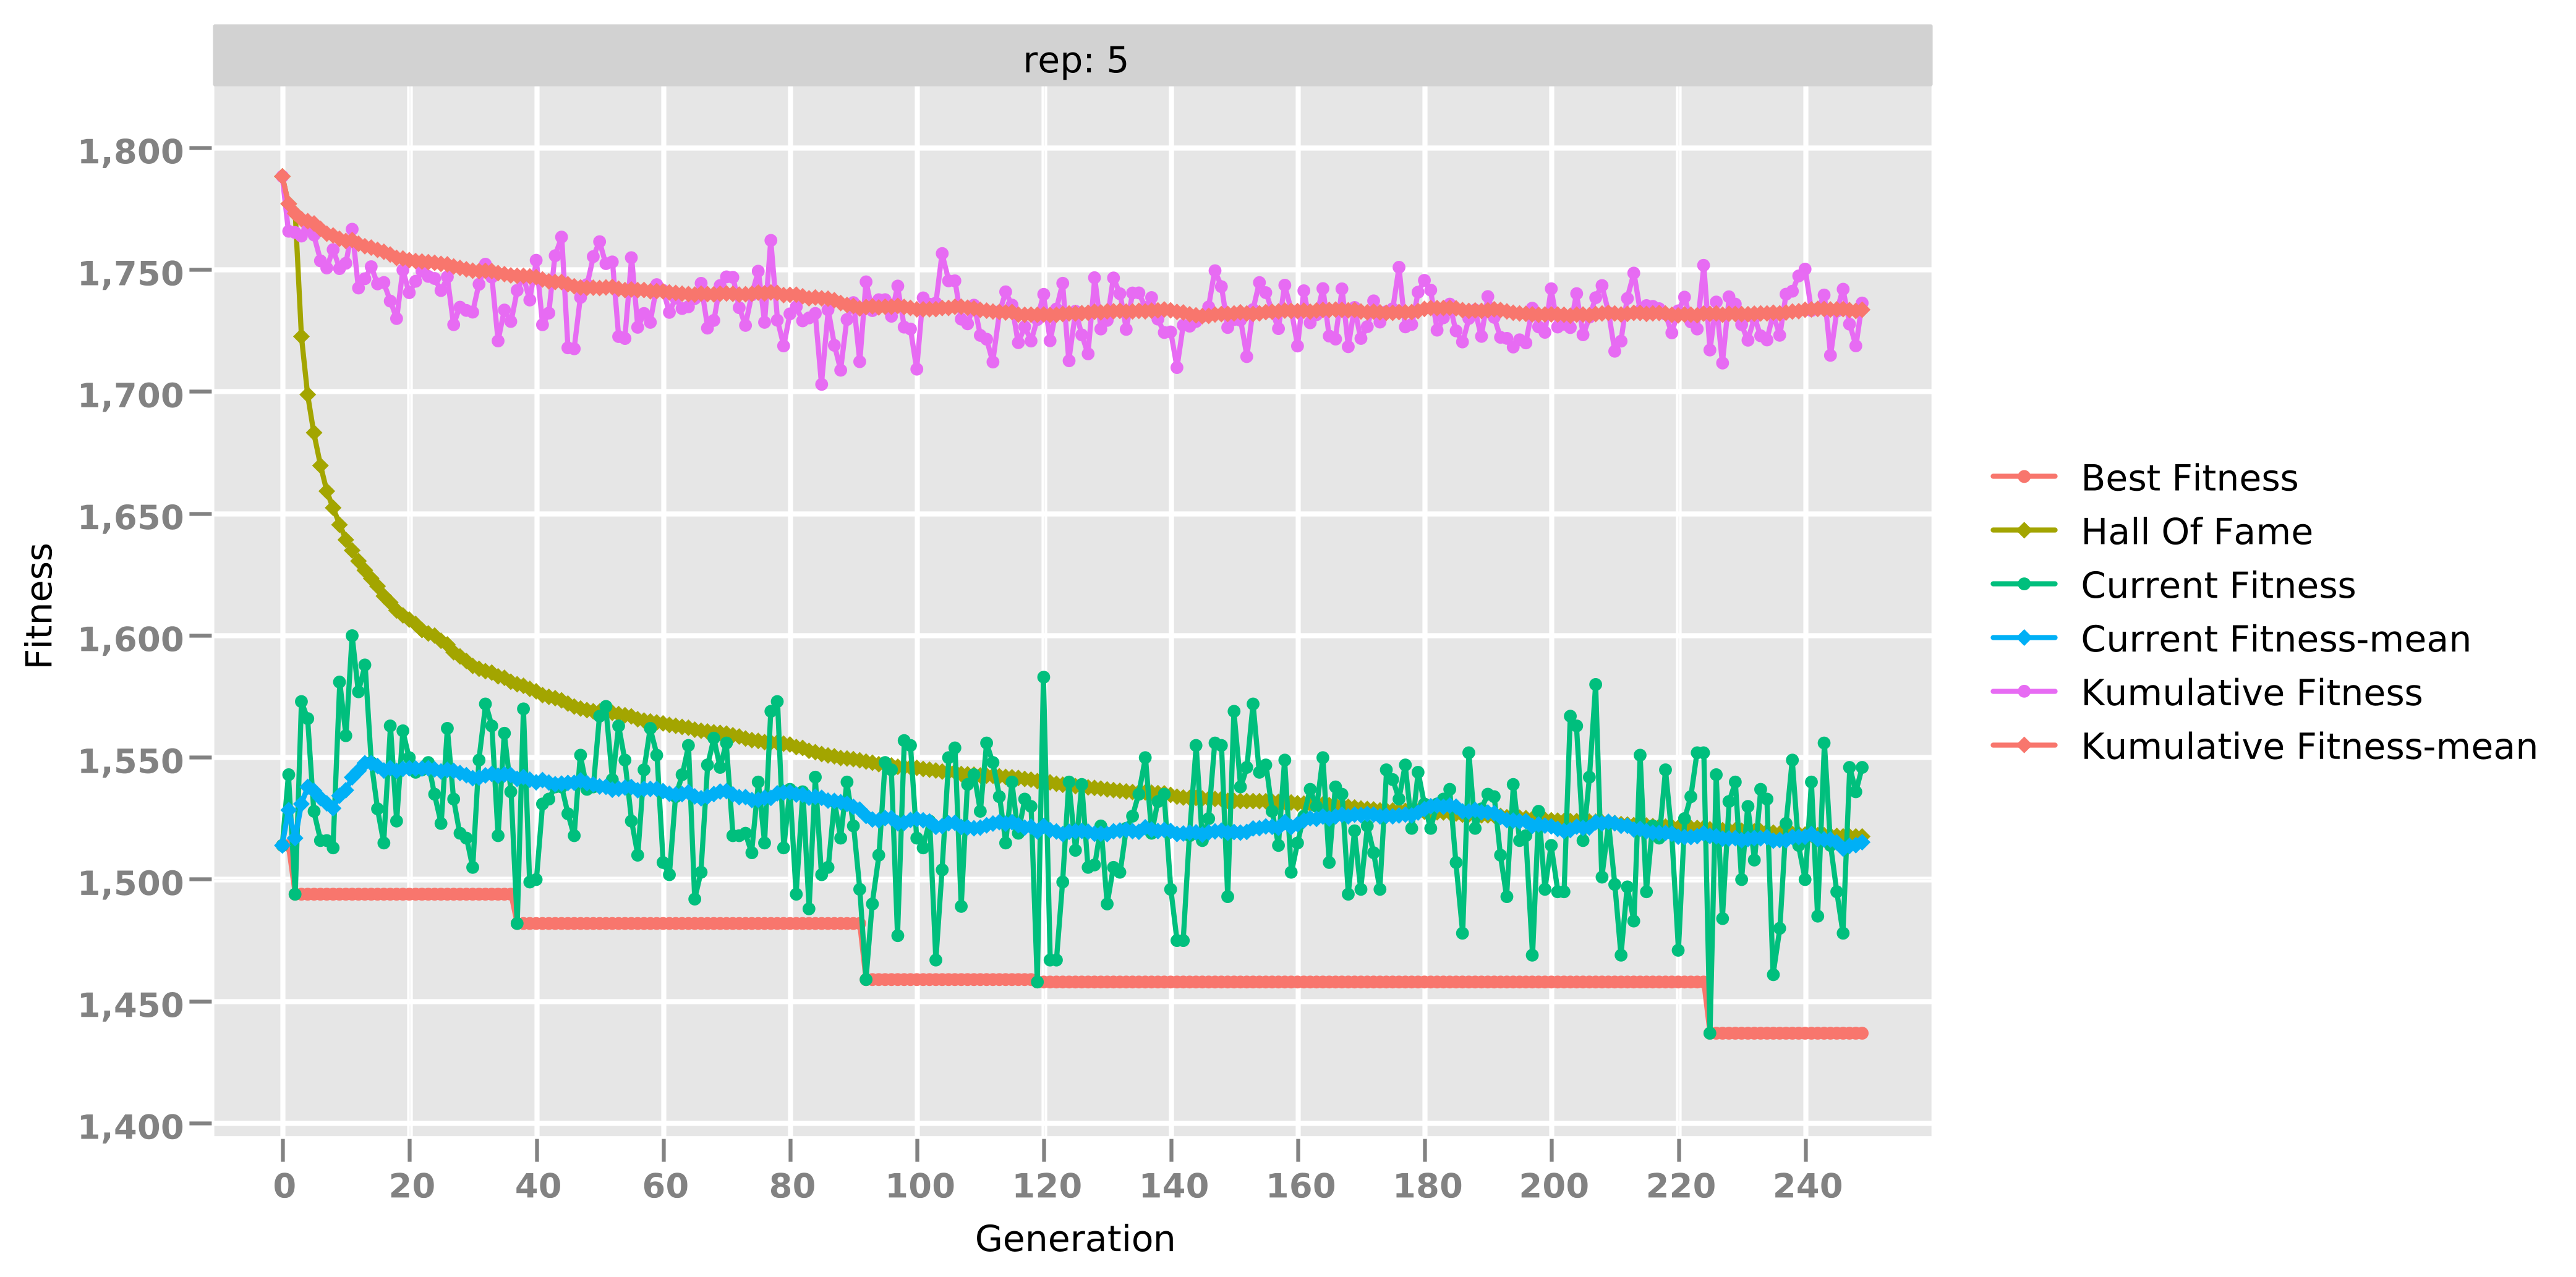 rep: 5
1,800
1,750
1,700
1,650
1,600
1,550
1,500
1,450
1,400
Fitness
0 20 40 60 80 100 120 140 160 180 200 220 240
Generation
Best Fitness
Hall Of Fame
Current Fitness
Current Fitness-mean
Kumulative Fitness
Kumulative Fitness-mean